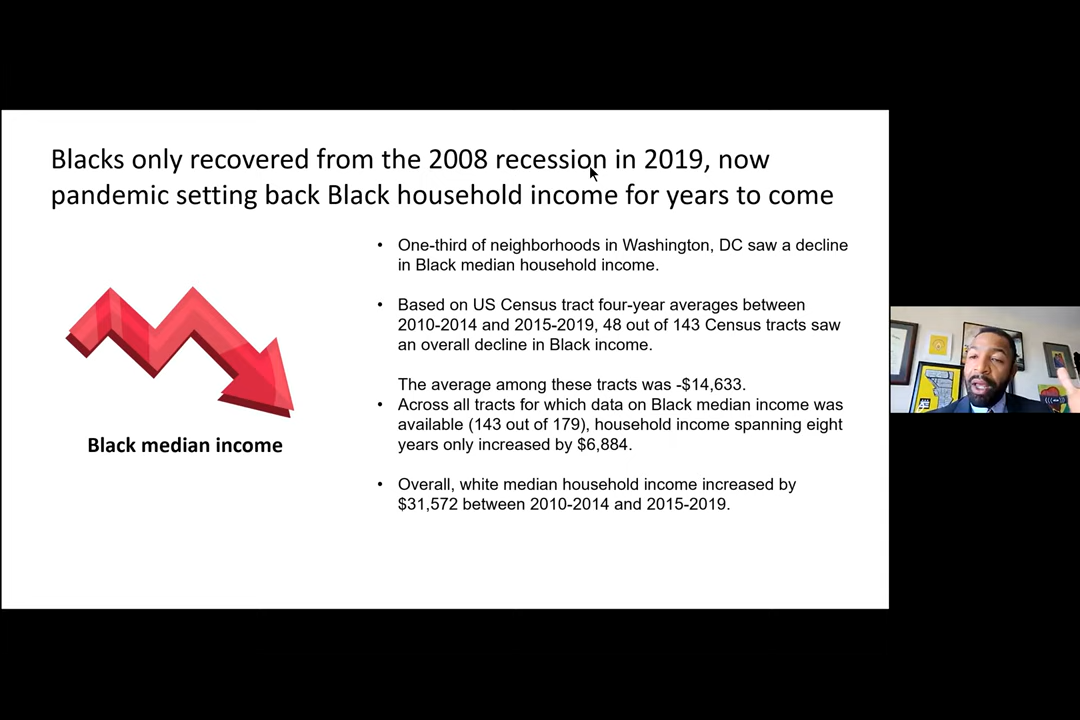 Blacks only recovered from the 2008 recession in 2019, now
pandemic setting back Black household income for years to come
• One-third of neighborhoods in Washington, DC saw a decline
in Black median household income.
• Based on US Census tract four-year averages between
2010-2014 and 2015-2019, 48 out of 143 Census tracts saw
an overall decline in Black income.
The average among these tracts was -$14,633.
• Across all tracts for which data on Black median income was
available (143 out of 179), household income spanning eight
years only increased by $6,884.
• Overall, white median household income increased by
$31,572 between 2010-2014 and 2015-2019.
Black median income